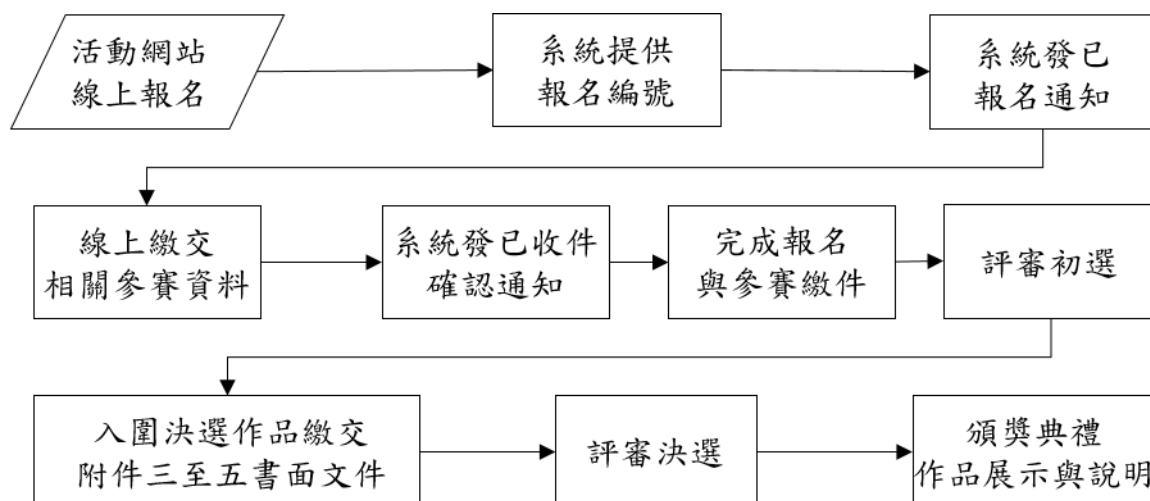 活動網站
線上報名
系統提供
報名編號
系統發已
報名通知
線上繳交
相關參賽資料
系統發已收件
確認通知
完成報名
與參賽繳件
評審初選
入圍決選作品繳交
附件三至五書面文件
評審決選
頒獎典禮
作品展示與說明